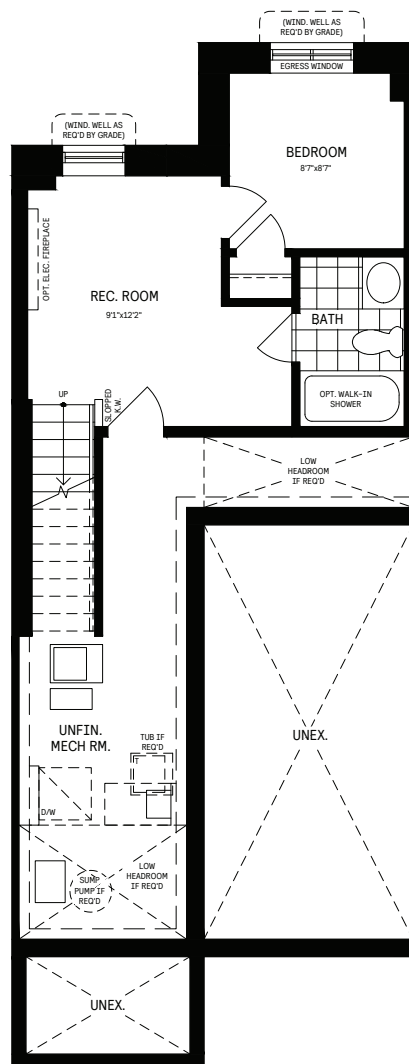 (WIND. WELL AS
REQ'D BY GRADE)
EGRESS WINDOW
(WIND. WELL AS
REQ'D BY GRADE)
BEDROOM
8'7"x8'7"
OPT. ELEC. FIREPLACE
REC. ROOM
9'1"x12'2"
BATH
OPT. WALK-IN
SHOWER
UP
SLOPPED
K.W.
LOW
HEADROOM
IF REQ'D
UNFIN.
MECH RM.
TUB IF
REQ'D
T
UNEX.
D/W
LOW
HEADROOM
IF REQ'D
SUMP
PUMP IF
REQ'D
UNEX.